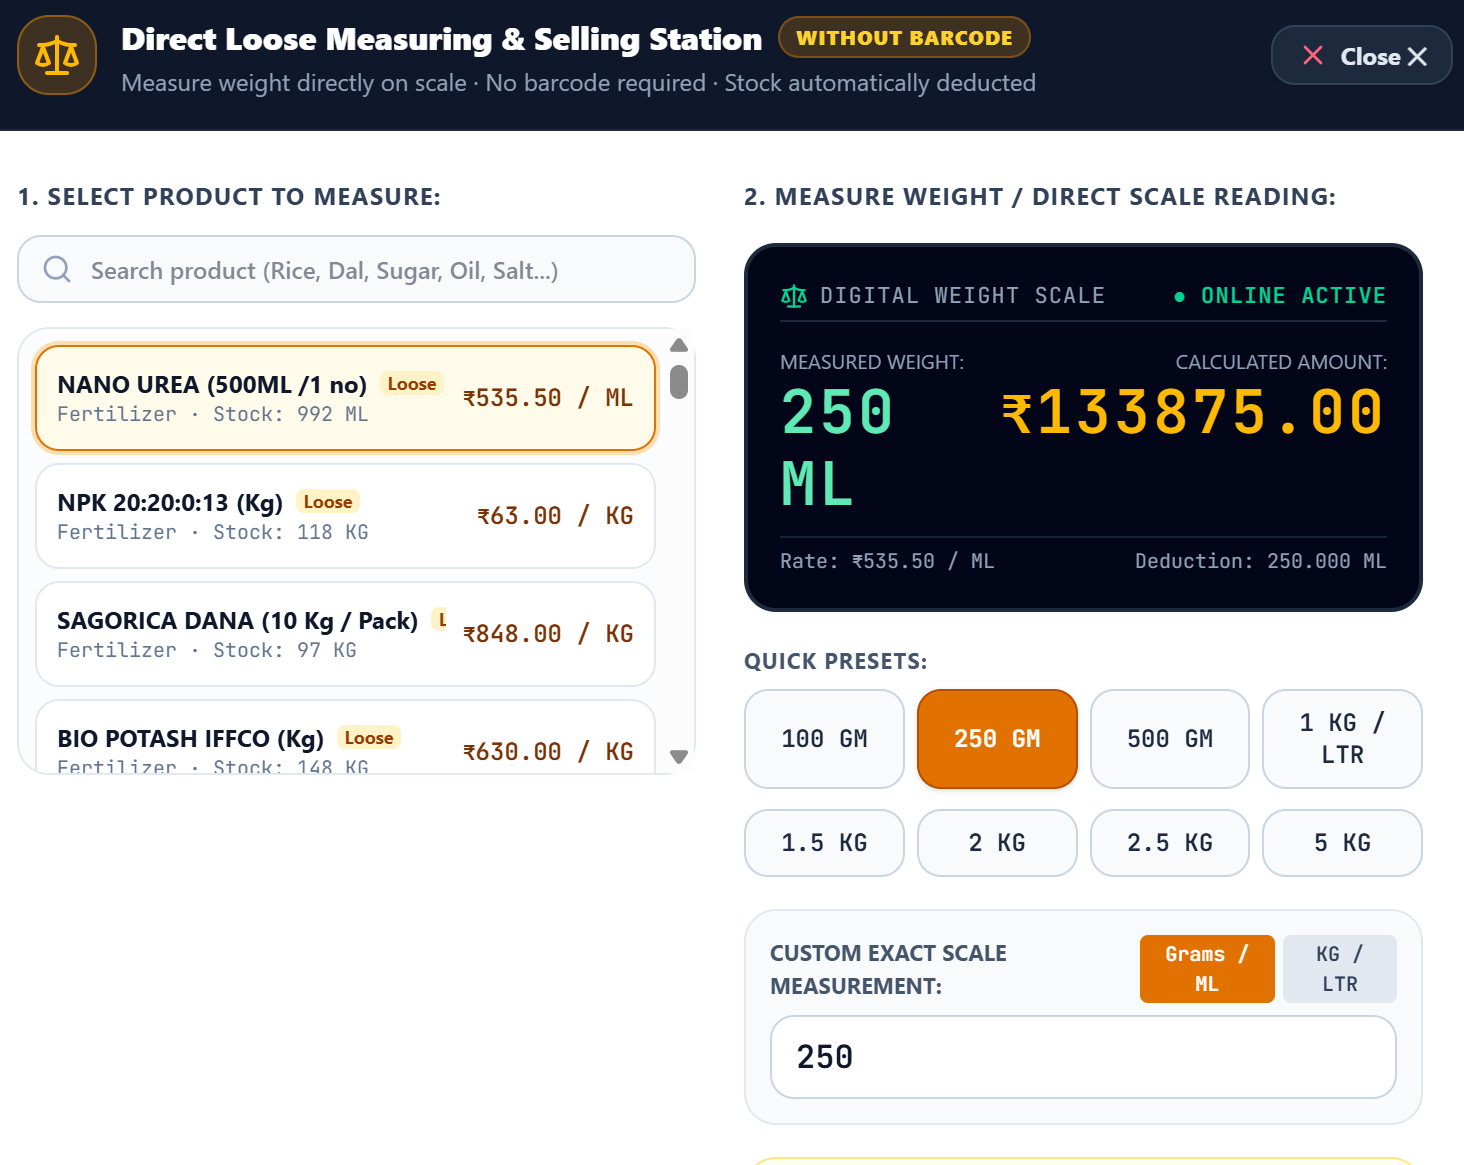 Direct Loose Measuring & Selling Station WITHOUT BARCODE
Measure weight directly on scale · No barcode required · Stock automatically deducted
Close
1. SELECT PRODUCT TO MEASURE:
Search product (Rice, Dal, Sugar, Oil, Salt...)
NANO UREA (500ML /1 no) Loose
Fertilizer · Stock: 992 ML
₹535.50 / ML
NPK 20:20:0:13 (Kg) Loose
Fertilizer · Stock: 118 KG
₹63.00 / KG
SAGORICA DANA (10 Kg / Pack) L
Fertilizer · Stock: 97 KG
₹848.00 / KG
BIO POTASH IFFCO (Kg) Loose
Fertilizer · Stock: 148 KG
₹630.00 / KG
2. MEASURE WEIGHT / DIRECT SCALE READING:
DIGITAL WEIGHT SCALE
● ONLINE ACTIVE
MEASURED WEIGHT:
250
ML
CALCULATED AMOUNT:
₹133875.00
Rate: ₹535.50 / ML
Deduction: 250.000 ML
QUICK PRESETS:
100 GM
250 GM
500 GM
1 KG /
LTR
1.5 KG
2 KG
2.5 KG
5 KG
CUSTOM EXACT SCALE
MEASUREMENT:
Grams /
ML
KG /
LTR
250